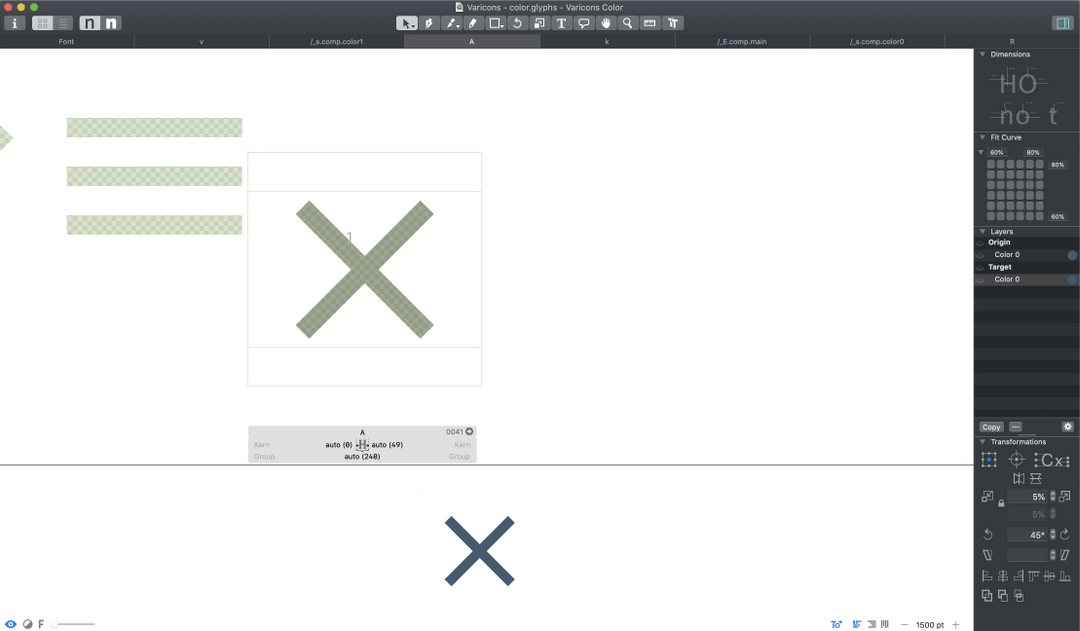 Varicons - color.glyphs - Varicons Color
n n
T
Font v /_s.comp.color1 A k /_E.comp.main /_s.comp.color0 R
Dimensions
HO
no t
Fit Curve
60% 80%
80%
60%
Layers
Origin
Color 0
Target
Color 0
1
A 0041
Kern auto (0) H auto (49) Kern
Group auto (240) Group
Copy
Transformations
Cx
5%
5%
45°
F
1500 pt